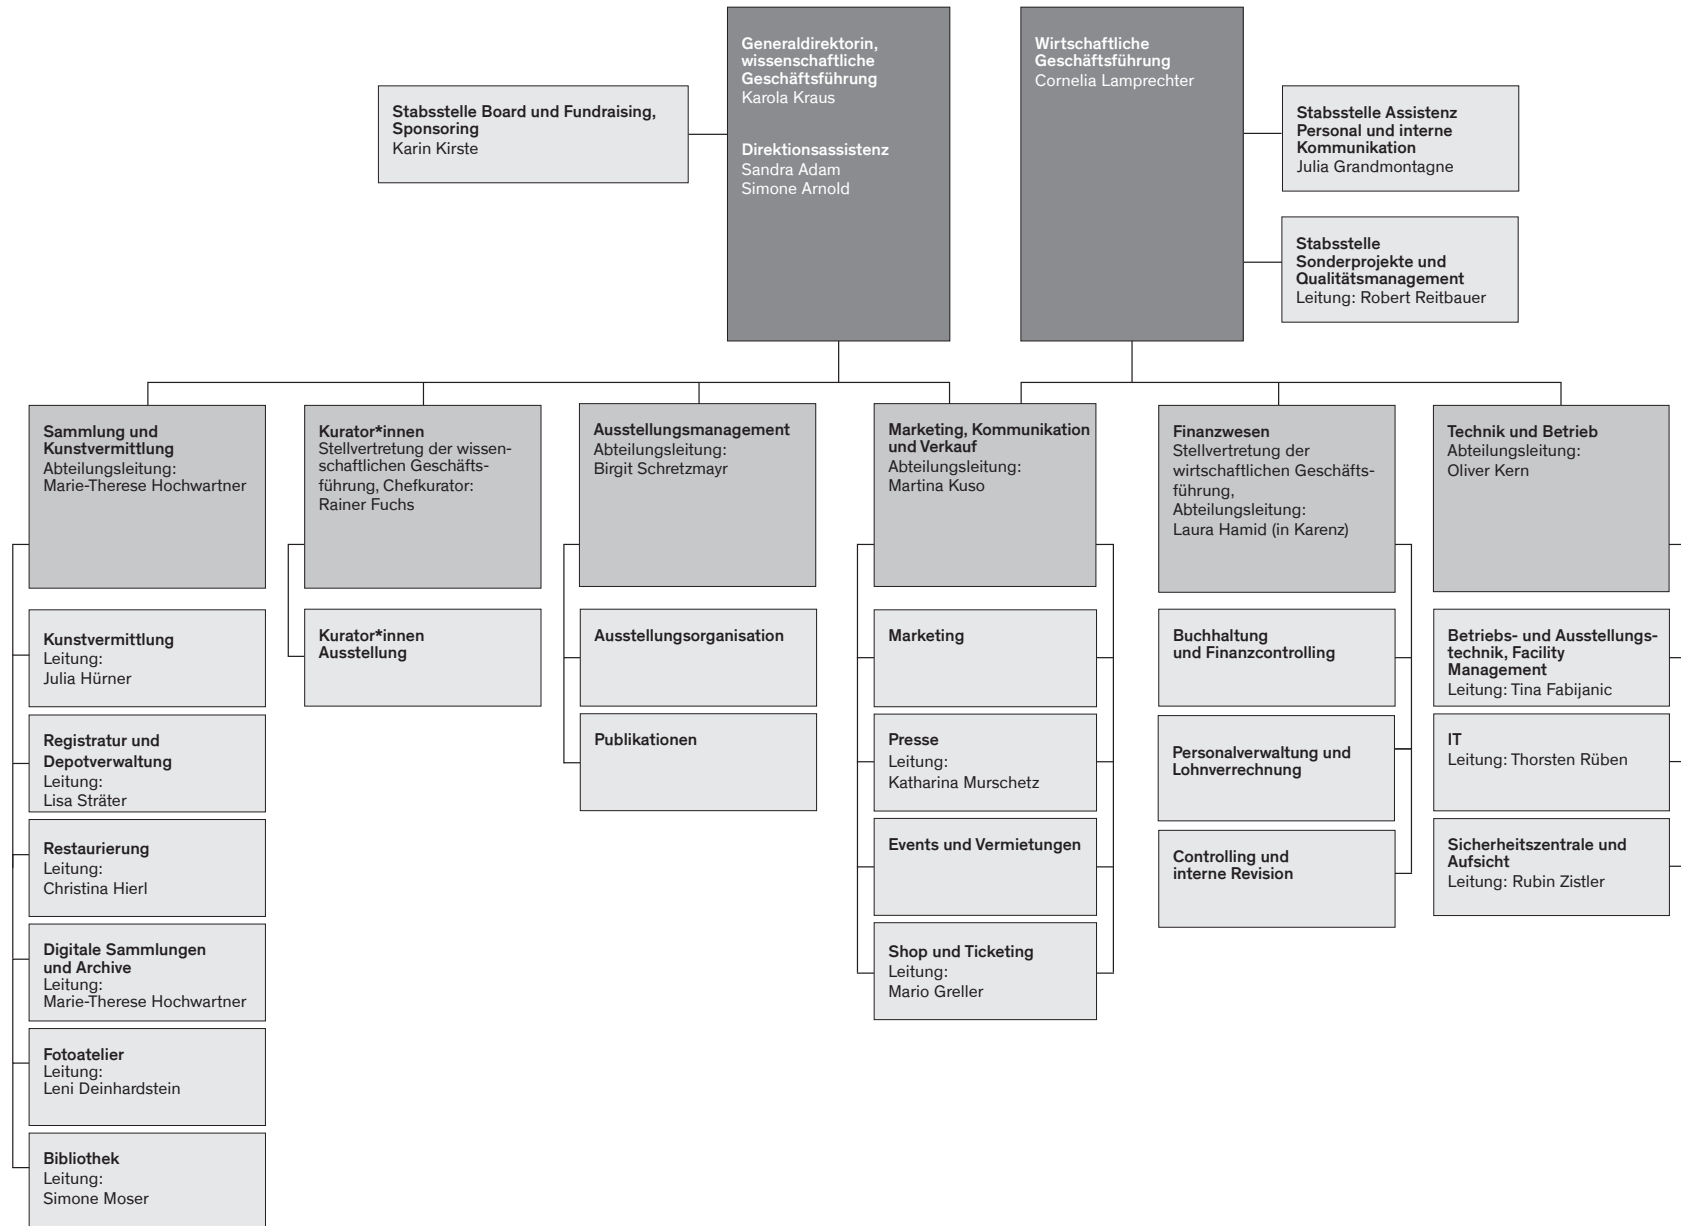 Generaldirektorin,
wissenschaftliche
Geschäftsführung
Karola Kraus
Direktionsassistenz
Sandra Adam
Simone Arnold
Wirtschaftliche
Geschäftsführung
Cornelia Lamprechter
Stabsstelle Board und Fundraising,
Sponsoring
Karin Kirste
Stabsstelle Assistenz
Personal und interne
Kommunikation
Julia Grandmontagne
Stabsstelle
Sonderprojekte und
Qualitätsmanagement
Leitung: Robert Reitbauer
Sammlung und
Kunstvermittlung
Abteilungsleitung:
Marie-Therese Hochwartner
Kurator*innen
Stellvertretung der wissen-
schaftlichen Geschäfts-
führung, Chefkurator:
Rainer Fuchs
Ausstellungsmanagement
Abteilungsleitung:
Birgit Schretzmayr
Marketing, Kommunikation
und Verkauf
Abteilungsleitung:
Martina Kuso
Finanzwesen
Stellvertretung der
wirtschaftlichen Geschäfts-
führung,
Abteilungsleitung:
Laura Hamid (in Karenz)
Technik und Betrieb
Abteilungsleitung:
Oliver Kern
Kunstvermittlung
Leitung:
Julia Hürner
Registratur und
Depotverwaltung
Leitung:
Lisa Sträter
Restaurierung
Leitung:
Christina Hierl
Digitale Sammlungen
und Archive
Leitung:
Marie-Therese Hochwartner
Fotoatelier
Leitung:
Leni Deinhardstein
Bibliothek
Leitung:
Simone Moser
Kurator*innen
Ausstellung
Ausstellungsorganisation
Publikationen
Marketing
Presse
Leitung:
Katharina Murschetz
Events und Vermietungen
Shop und Ticketing
Leitung:
Mario Greller
Buchhaltung
und Finanzcontrolling
Personalverwaltung und
Lohnverrechnung
Controlling und
interne Revision
Betriebs- und Ausstellungs-
technik, Facility
Management
Leitung: Tina Fabijanic
IT
Leitung: Thorsten Rüben
Sicherheitszentrale und
Aufsicht
Leitung: Rubin Zistler